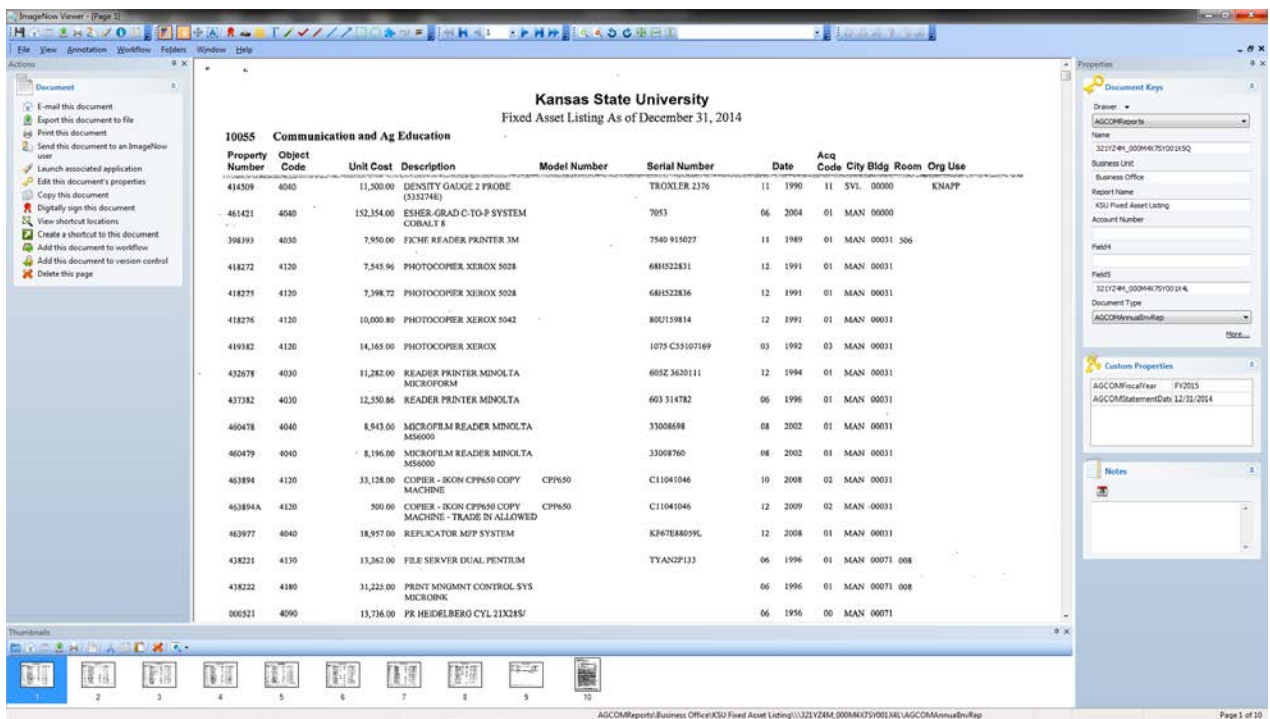 ImageNow Viewer - [Page 1]
File View Annotation Workflow Folders Window Help
Actions
Document
E-mail this document
Export this document to file
Print this document
Send this document to an ImageNow
user
Launch associated application
Edit this document's properties
Copy this document
Digitally sign this document
View shortcut locations
Create a shortcut to this document
Add this document to workflow
Add this document to version control
Delete this page
Kansas State University
Fixed Asset Listing As of December 31, 2014
10055 Communication and Ag Education
Property Object Acq
Number Code Unit Cost Description Model Number Serial Number Date Code City Bldg Room Org Use
414509 4040 11,500.00 DENSITY GAUGE 2 PROBE TROXLER 2376 11 1990 11 SVL 00000 KNAPP
(535274E)
461421 4040 152,354.00 ESHER-GRAD C-TO-P SYSTEM 7053 06 2004 01 MAN 00000
COBALT 8
398393 4030 7,950.00 FICHE READER PRINTER 3M 7540 915027 11 1989 01 MAN 00031 506
418272 4120 7,545.96 PHOTOCOPIER XEROX 5028 68H522831 12 1991 01 MAN 00031
418275 4120 7,398.72 PHOTOCOPIER XEROX 5028 68H522836 12 1991 01 MAN 00031
418276 4120 10,000.80 PHOTOCOPIER XEROX 5042 80U159814 12 1991 01 MAN 00031
419382 4120 14,165.00 PHOTOCOPIER XEROX 1075 C55107169 03 1992 03 MAN 00031
432678 4030 11,282.00 READER PRINTER MINOLTA 605Z 3620111 12 1994 01 MAN 00031
MICROFORM
437382 4030 12,550.86 READER PRINTER MINOLTA 603 314782 06 1996 01 MAN 00031
460478 4040 8,943.00 MICROFILM READER MINOLTA 33008698 08 2002 01 MAN 00031
MS6000
460479 4040 8,196.00 MICROFILM READER MINOLTA 33008760 08 2002 01 MAN 00031
MS6000
463894 4120 33,128.00 COPIER - IKON CPP650 COPY CPP650 C11041046 10 2008 02 MAN 00031
MACHINE
463894A 4120 500.00 COPIER - IKON CPP650 COPY CPP650 C11041046 12 2009 02 MAN 00031
MACHINE - TRADE IN ALLOWED
463977 4040 18,957.00 REPLICATOR MFP SYSTEM KF67E88059L 12 2008 01 MAN 00031
438221 4130 13,262.00 FILE SERVER DUAL PENTIUM TYAN2P133 06 1996 01 MAN 00071 008
438222 4180 31,225.00 PRINT MNGMNT CONTROL SYS 06 1996 01 MAN 00071 008
MICROINK
000521 4090 13,736.00 PR HEIDELBERG CYL 21X28S/ 06 1956 00 MAN 00071
Properties
Document Keys
Drawer
AGCOMReports
Name
321YZ4M_000M4X7SY001X5Q
Business Unit
Business Office
Report Name
KSU Fixed Asset Listing
Account Number
Field4
Field5
321YZ4M_000M4X7SY001X4L
Document Type
AGCOMAnnualInvRep
More...
Custom Properties
AGCOMFiscalYear FY2015
AGCOMStatementDate 12/31/2014
Notes
Thumbnails
1 2 3 4 5 6 7 8 9 10
AGCOMReports\Business Office\KSU Fixed Asset Listing\\\321YZ4M_000M4X7SY001X4L\AGCOMAnnualInvRep Page 1 of 10